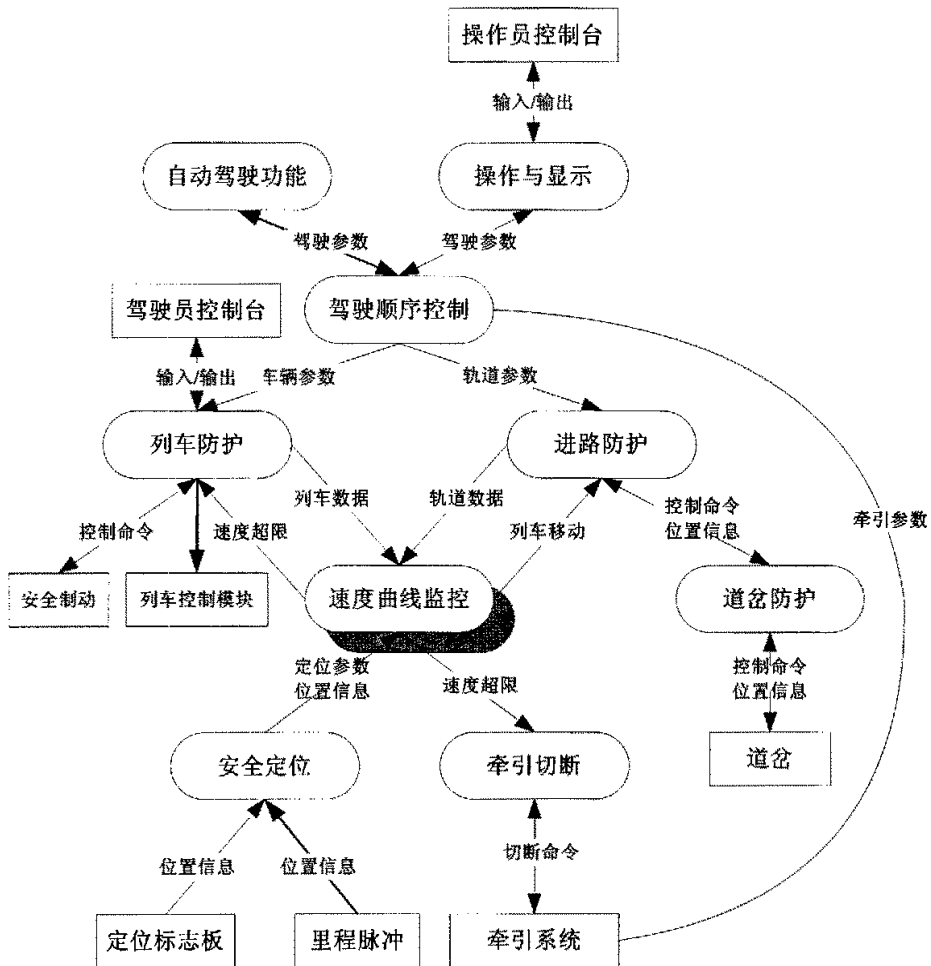 操作员控制台
输入/输出
自动驾驶功能
操作与显示
驾驶参数
驾驶参数
驾驶员控制台
驾驶顺序控制
输入/输出
车辆参数
轨道参数
列车防护
进路防护
列车数据
轨道数据
控制命令
速度超限
列车移动
控制命令
位置信息
牵引参数
安全制动
列车控制模块
速度曲线监控
道岔防护
定位参数
位置信息
速度超限
控制命令
位置信息
安全定位
牵引切断
道岔
位置信息
位置信息
切断命令
定位标志板
里程脉冲
牵引系统